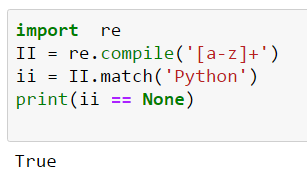 import  re
II = re.compile('[a-z]+')
ii = II.match('Python')
print(ii == None)
True